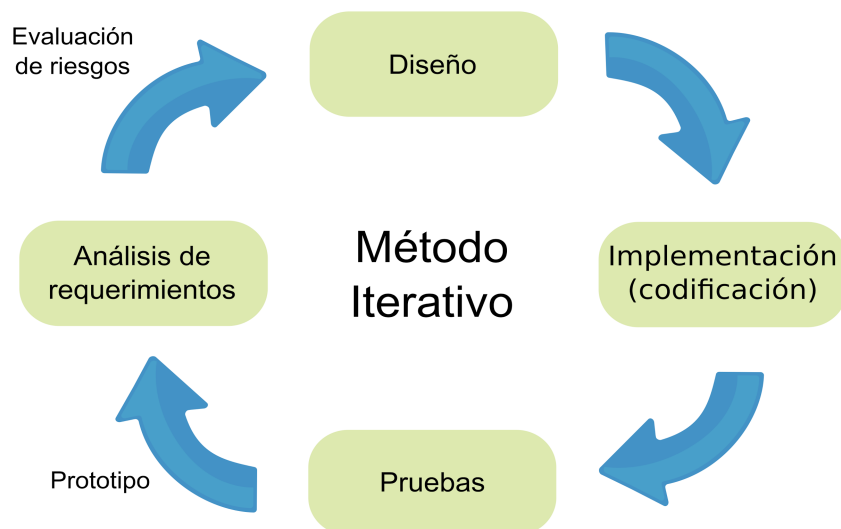 Evaluación
de riesgos
Diseño
Análisis de
requerimientos
Método
Iterativo
Implementación
(codificación)
Prototipo
Pruebas